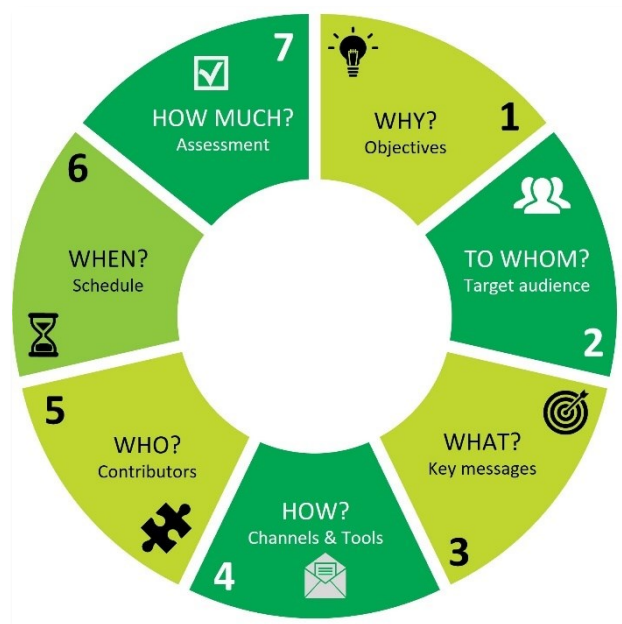 1
WHY?
Objectives
TO WHOM?
Target audience
2
WHAT?
Key messages
3
HOW?
Channels & Tools
4
5
WHO?
Contributors
6
WHEN?
Schedule
7
HOW MUCH?
Assessment